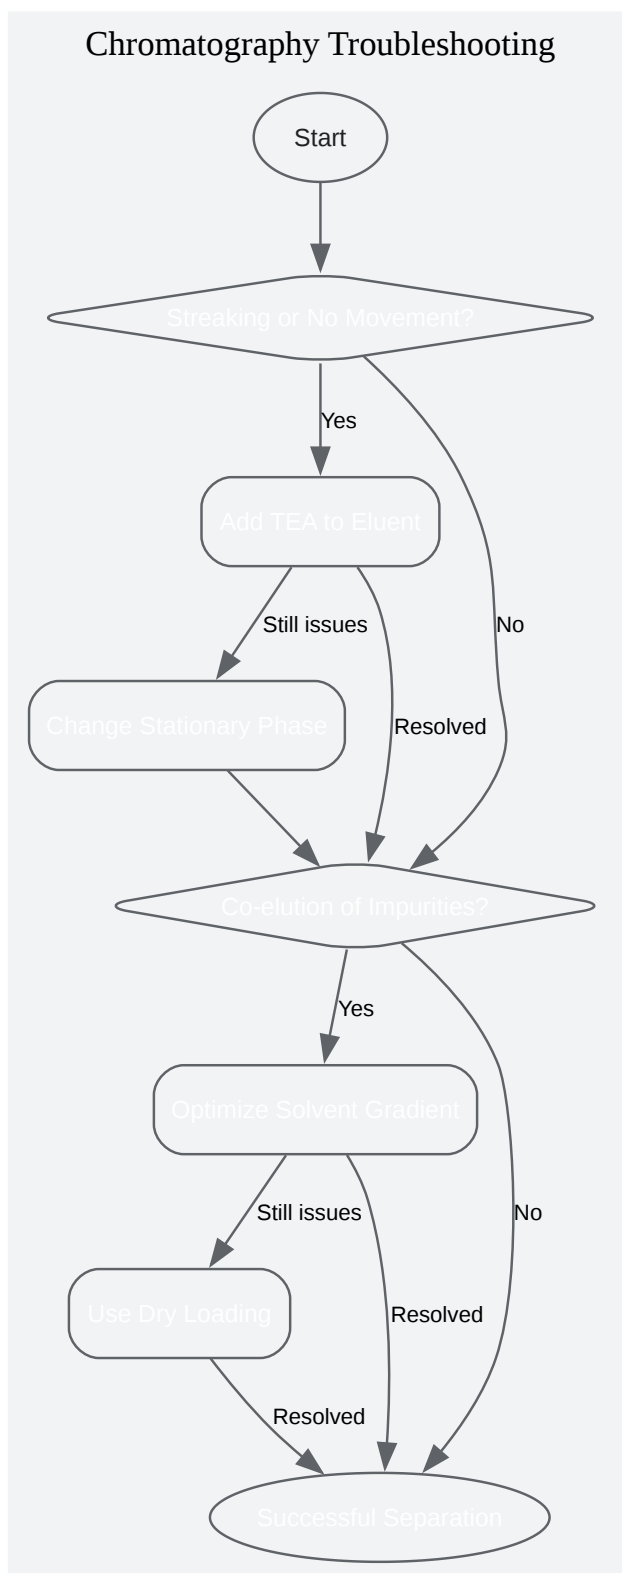 Chromatography Troubleshooting
Start
Streaking or No Movement?
Yes
Add TEA to Eluent
Still issues
No
Change Stationary Phase
Resolved
Co-elution of Impurities?
Yes
Optimize Solvent Gradient
Still issues
No
Use Dry Loading
Resolved
Resolved
Successful Separation